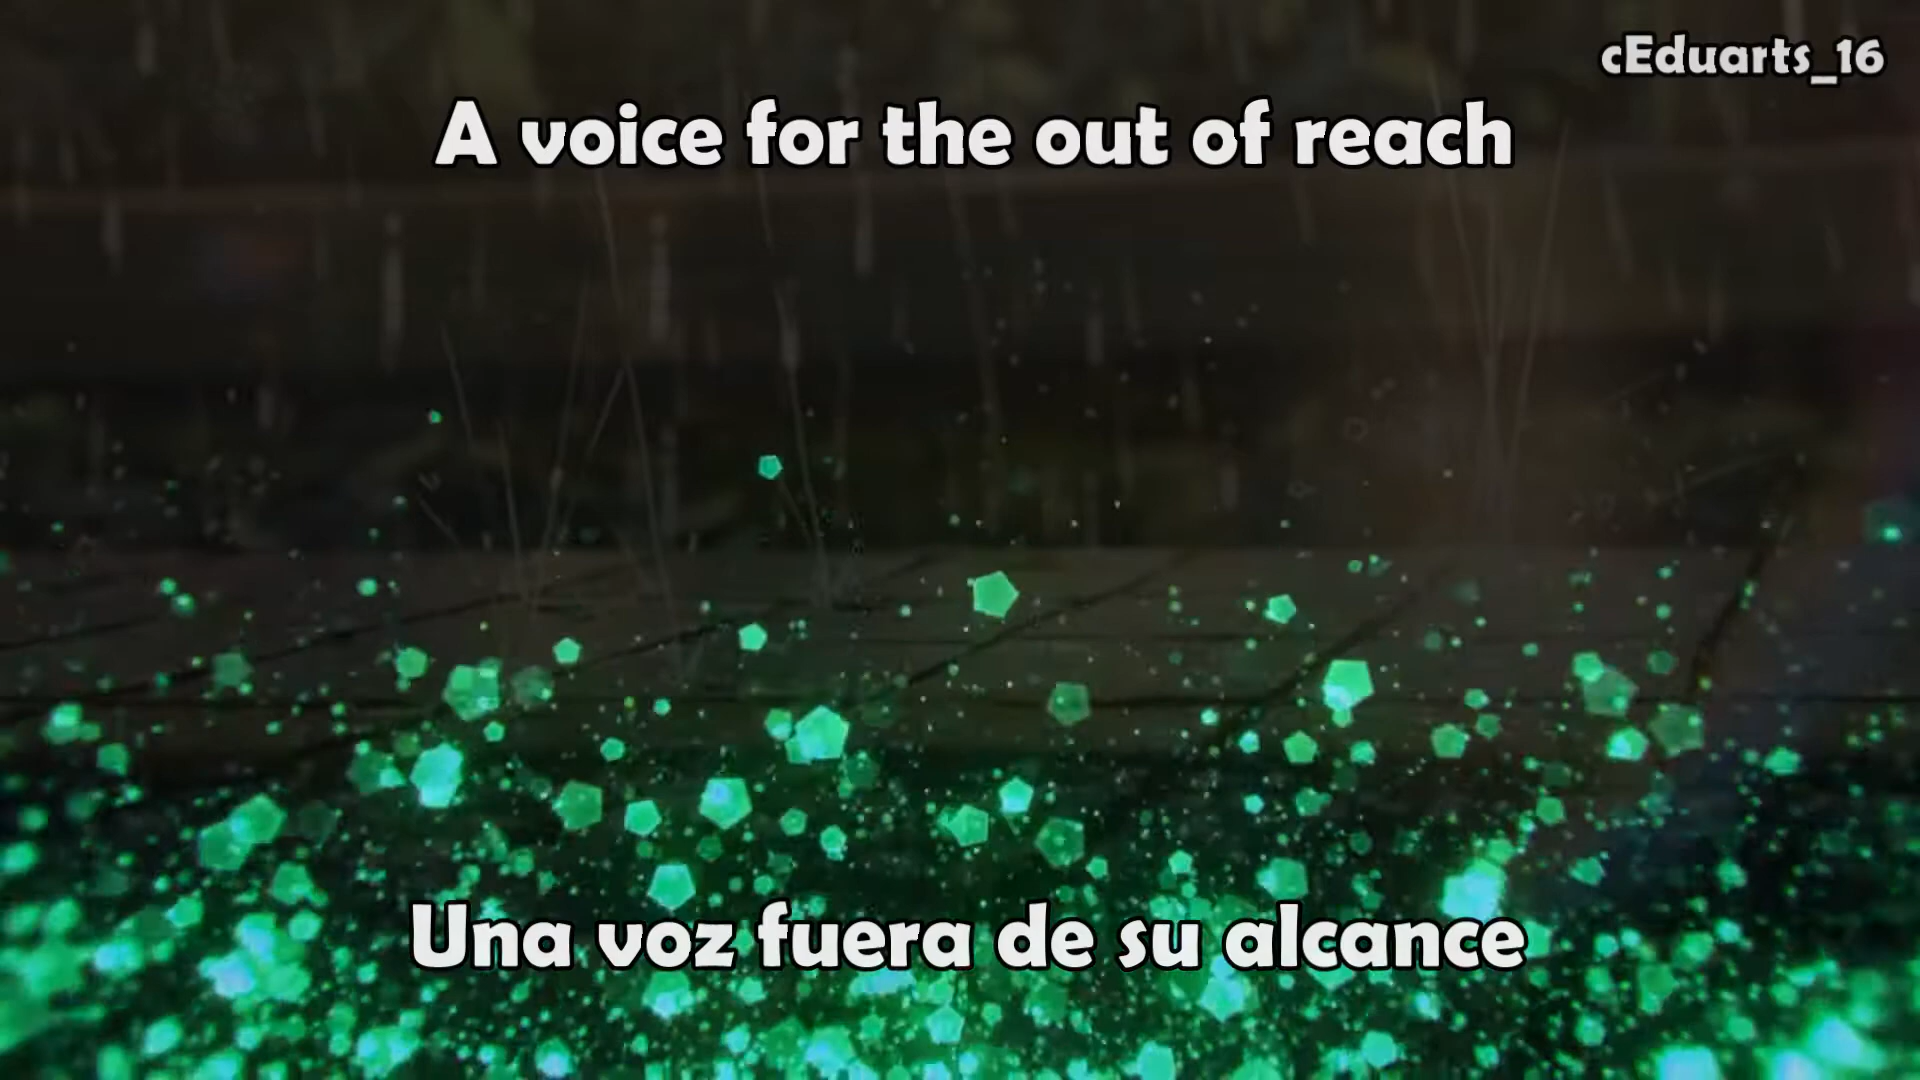 cEduarts_16
A voice for the out of reach
Una voz fuera de su alcance